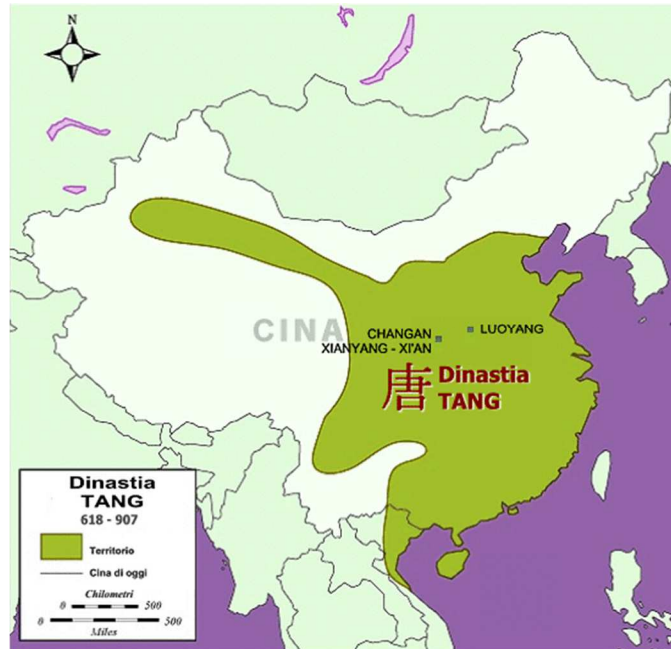 N
CINA
CHANGAN
XIANYANG - XI'AN
LUOYANG
唐 Dinastia
TANG
Dinastia
TANG
618 - 907
Territorio
Cina di oggi
Chilometri
0 500
0 500
Miles